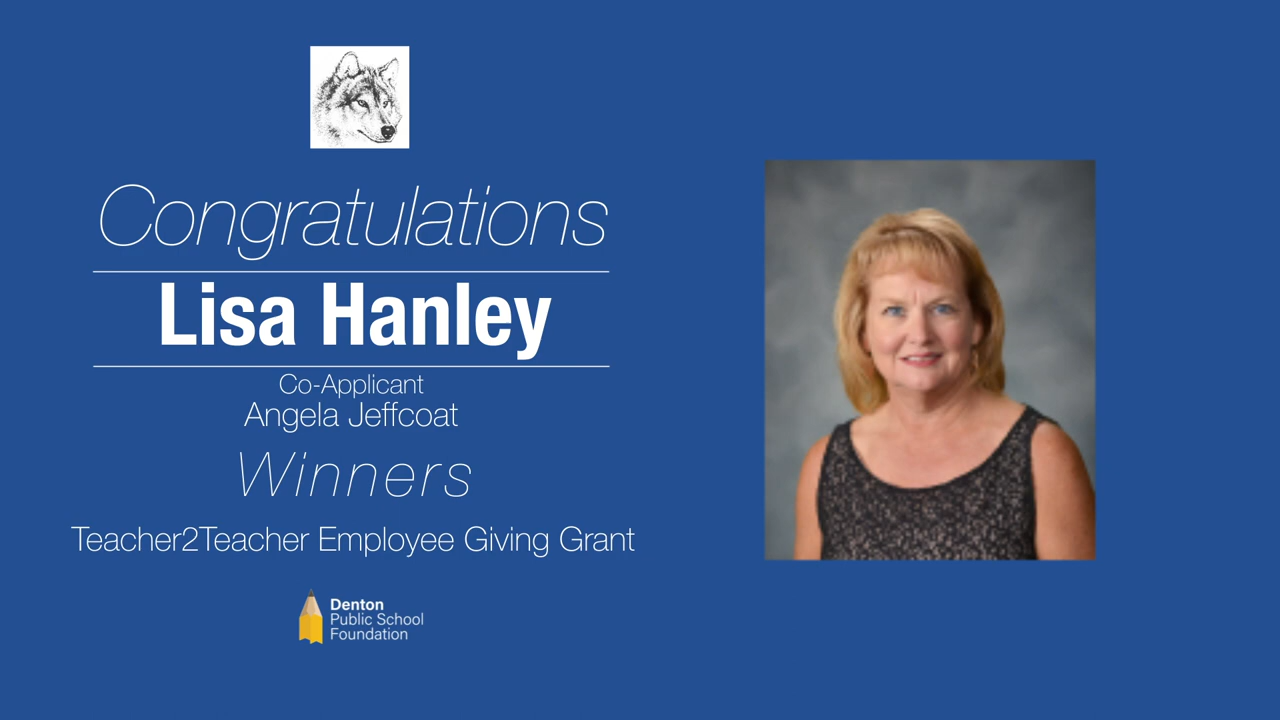 Congratulations
Lisa Hanley
Co-Applicant
Angela Jeffcoat
Winners
Teacher2Teacher Employee Giving Grant
Denton
Public School
Foundation